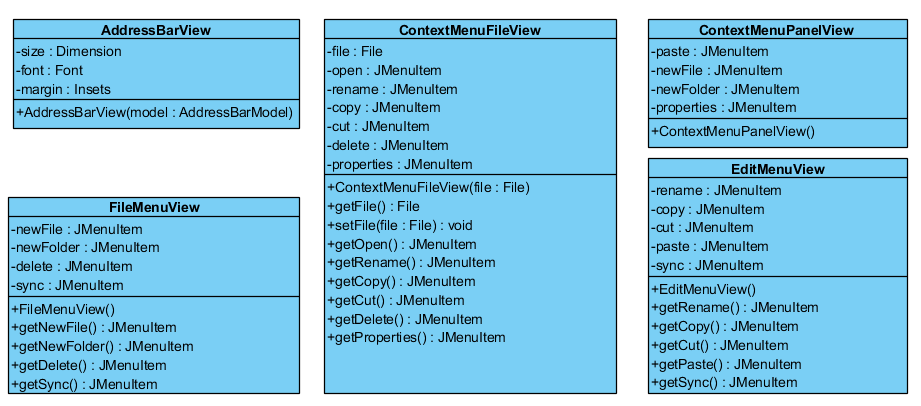 AddressBarView
-size : Dimension
-font : Font
-margin : Insets
+AddressBarView(model : AddressBarModel)
ContextMenuFileView
-file : File
-open : JMenuItem
-rename : JMenuItem
-copy : JMenuItem
-cut : JMenuItem
-delete : JMenuItem
-properties : JMenuItem
+ContextMenuFileView(file : File)
+getFile() : File
+setFile(file : File) : void
+getOpen() : JMenuItem
+getRename() : JMenuItem
+getCopy() : JMenuItem
+getCut() : JMenuItem
+getDelete() : JMenuItem
+getProperties() : JMenuItem
ContextMenuPanelView
-paste : JMenuItem
-newFile : JMenuItem
-newFolder : JMenuItem
-properties : JMenuItem
+ContextMenuPanelView()
FileMenuView
-newFile : JMenuItem
-newFolder : JMenuItem
-delete : JMenuItem
-sync : JMenuItem
+FileMenuView()
+getNewFile() : JMenuItem
+getNewFolder() : JMenuItem
+getDelete() : JMenuItem
+getSync() : JMenuItem
EditMenuView
-rename : JMenuItem
-copy : JMenuItem
-cut : JMenuItem
-paste : JMenuItem
-sync : JMenuItem
+EditMenuView()
+getRename() : JMenuItem
+getCopy() : JMenuItem
+getCut() : JMenuItem
+getPaste() : JMenuItem
+getSync() : JMenuItem